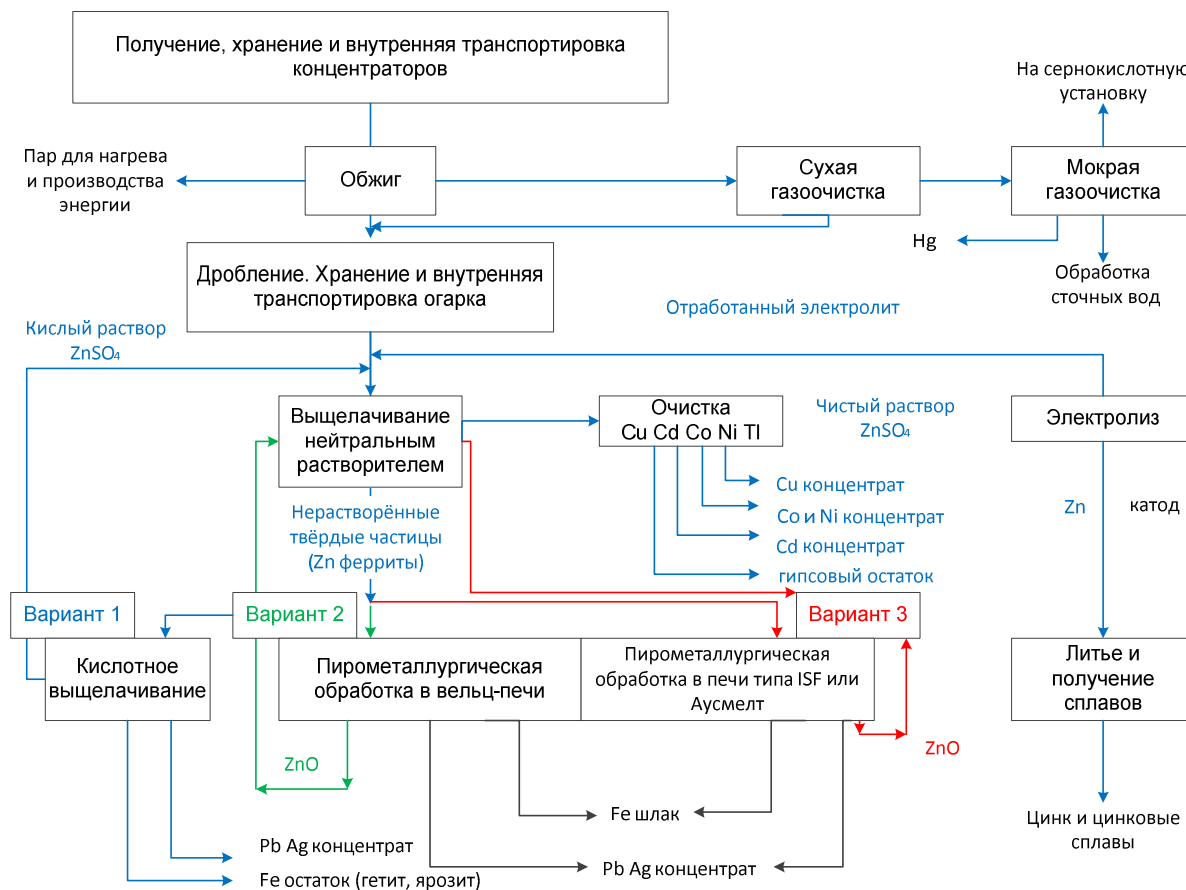 Получение, хранение и внутренняя транспортировка
концентраторов
На сернокислотную
установку
Пар для нагрева
и производства
энергии
Обжиг
Сухая
газоочистка
Мокрая
газоочистка
Hg
Обработка
сточных вод
Дробление. Хранение и внутренняя
транспортировка огарка
Отработанный электролит
Кислый раствор
ZnSO₄
Выщелачивание
нейтральным
растворителем
Очистка
Cu Cd Co Ni Tl
Чистый раствор
ZnSO₄
Электролиз
Cu концентрат
Co и Ni концентрат
Cd концентрат
гипсовый остаток
Zn
катод
Нерастворённые
твёрдые частицы
(Zn ферриты)
Вариант 1
Вариант 2
Вариант 3
Кислотное
выщелачивание
Пирометаллургическая
обработка в вельц-печи
Пирометаллургическая
обработка в печи типа ISF или
Аусмелт
Литье и
получение
сплавов
ZnO
ZnO
Fe шлак
Цинк и цинковые
сплавы
Pb Ag концентрат
Pb Ag концентрат
Fe остаток (гетит, ярозит)